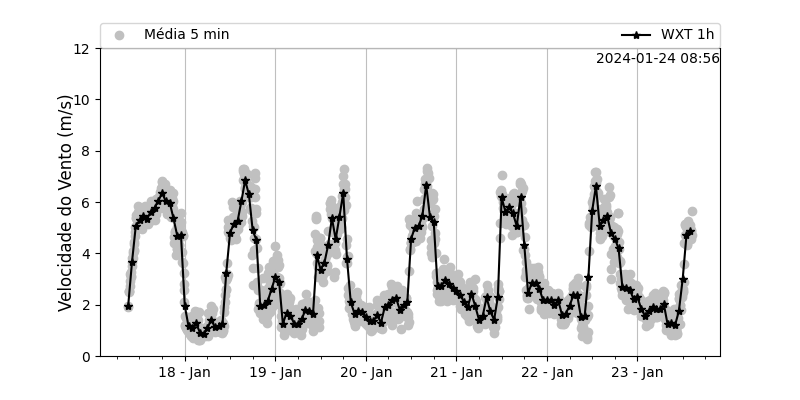 Média 5 min
WXT 1h
2024-01-24 08:56
Velocidade do Vento (m/s)
12
10
8
6
4
2
0
18 - Jan
19 - Jan
20 - Jan
21 - Jan
22 - Jan
23 - Jan